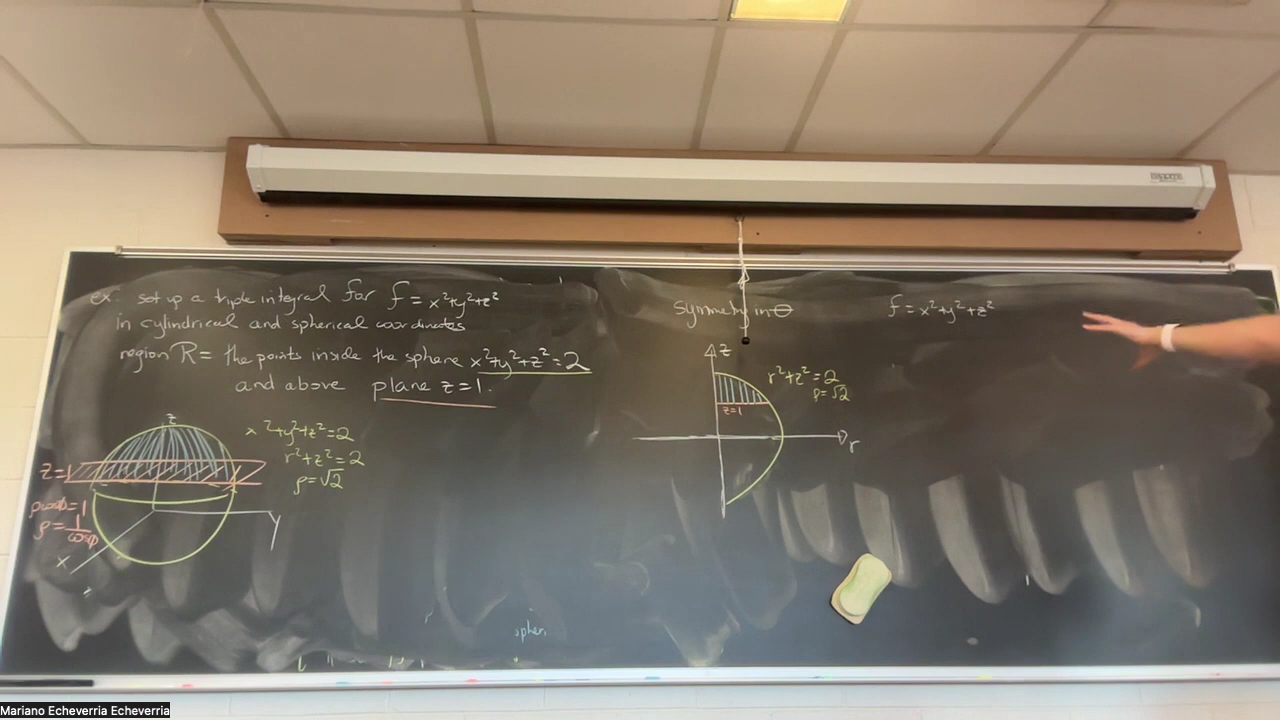 ex: set up a triple integral for f = x²+y²+z²
in cylindrical and spherical coordinates
region R = the points inside the sphere x²+y²+z² = 2
and above plane z=1.
z
x²+y²+z²=2
r²+z²=2
ρ=√2
z=1
ρcosϕ=1
ρ=1/cosϕ
y
x
spher
symmetry in θ
z
r²+z²=2
ρ=√2
z=1
r
f = x²+y²+z²
Mariano Echeverria Echeverria